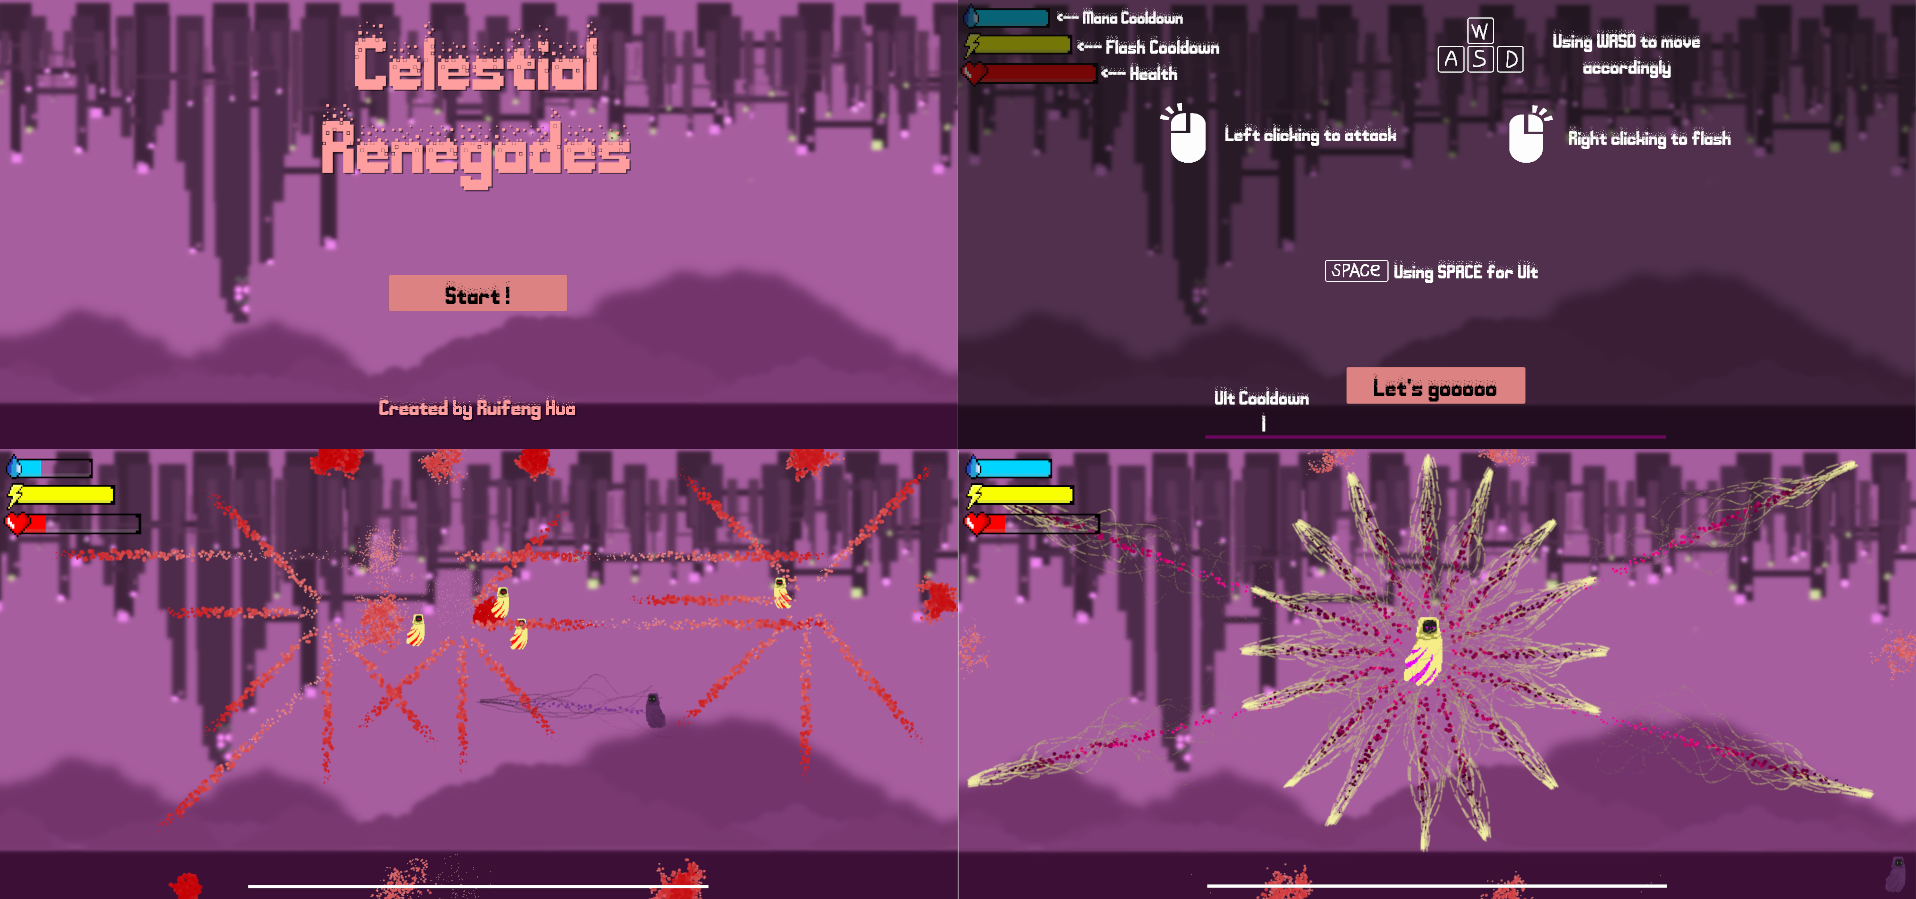 Celestial
Renegades
Start!
Created by Ruifeng Hua
<-- Mana Cooldown
<-- Flash Cooldown
<-- Health
W
A S D
Using WASD to move
accordingly
Left clicking to attack
Right clicking to flash
SPACE Using SPACE for Ult
Let's gooooo
Ult Cooldown